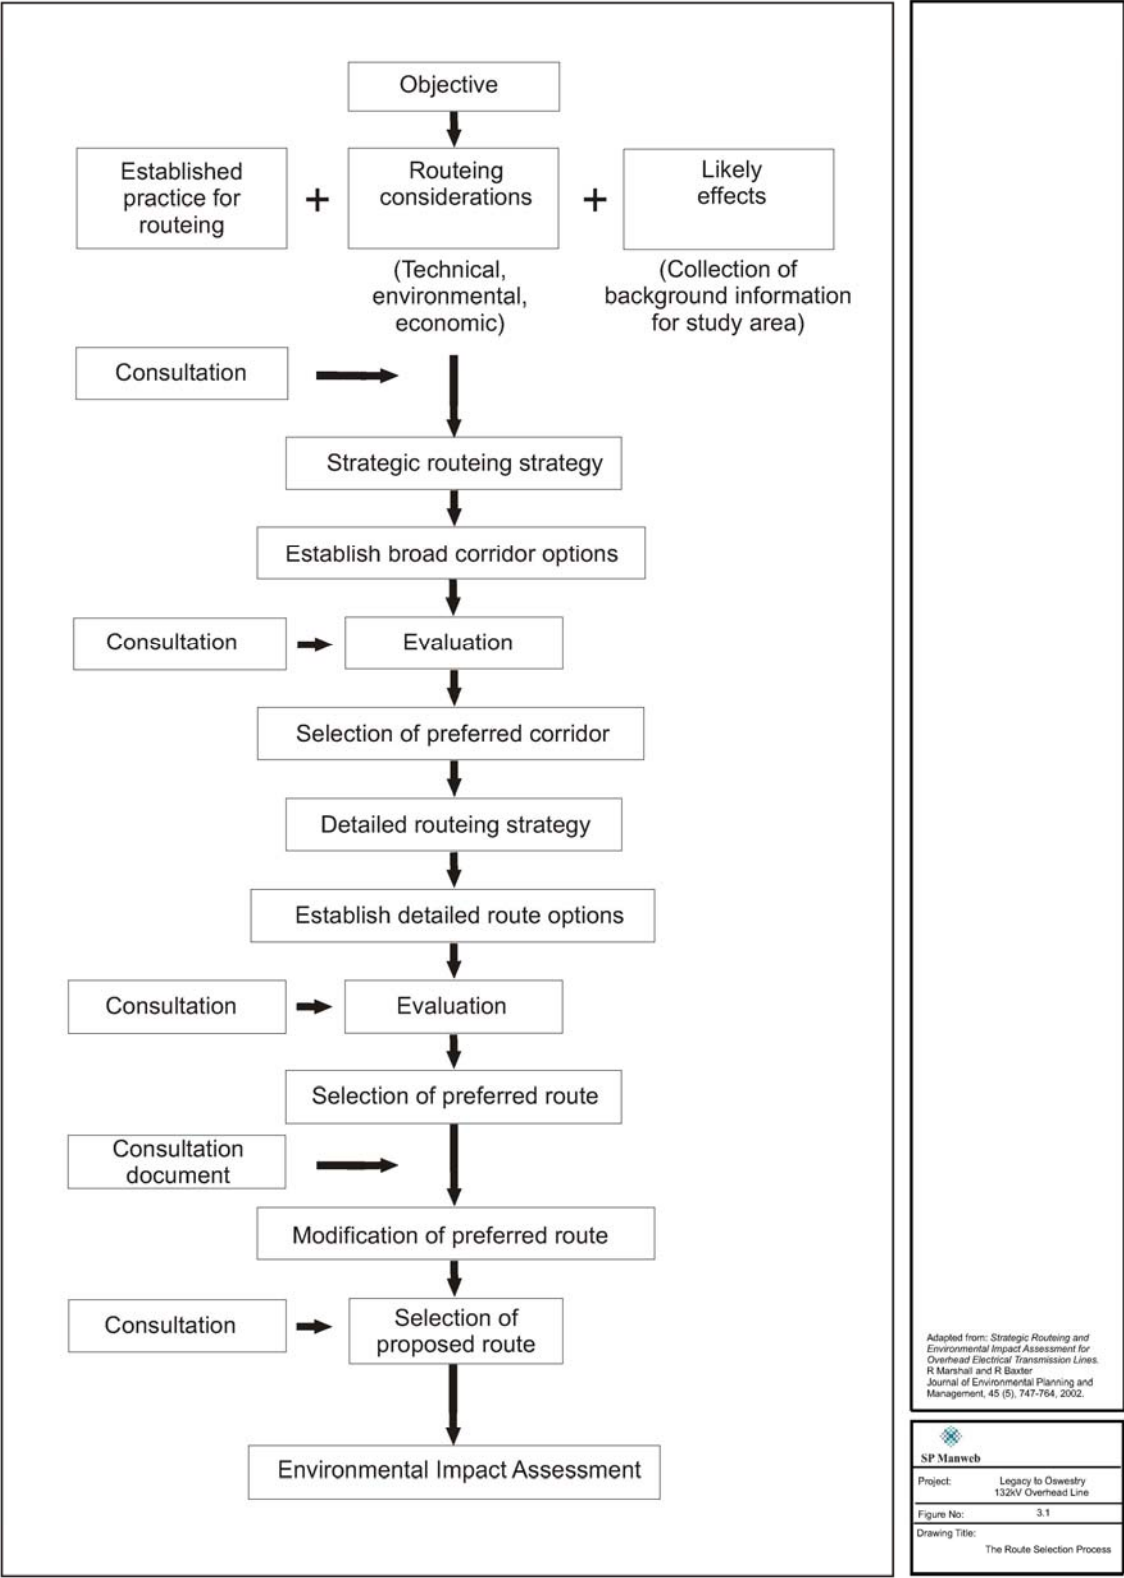 Objective
Established
practice for
routeing
+
Routeing
considerations
+
Likely
effects
(Technical,
environmental,
economic)
(Collection of
background information
for study area)
Consultation
Strategic routeing strategy
Establish broad corridor options
Consultation
Evaluation
Selection of preferred corridor
Detailed routeing strategy
Establish detailed route options
Consultation
Evaluation
Selection of preferred route
Consultation
document
Modification of preferred route
Consultation
Selection of
proposed route
Environmental Impact Assessment
Adapted from: Strategic Routeing and
Environmental Impact Assessment for
Overhead Electrical Transmission Lines.
R Marshall and R Baxter
Journal of Environmental Planning and
Management, 45 (5), 747-764, 2002.
SP Manweb
Project: Legacy to Oswestry
132kV Overhead Line
Figure No: 3.1
Drawing Title:
The Route Selection Process